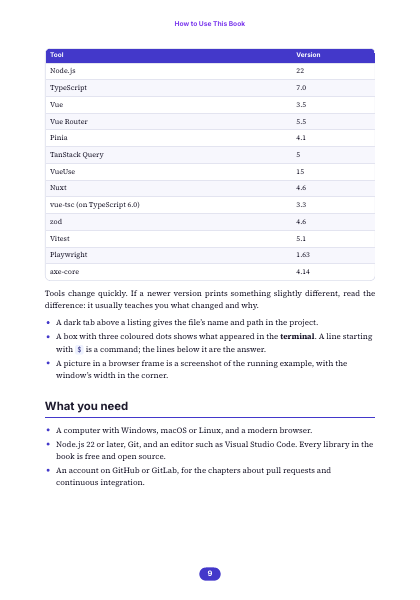 How to Use This Book
Tool Version
Node.js 22
TypeScript 7.0
Vue 3.5
Vue Router 5.5
Pinia 4.1
TanStack Query 5
VueUse 15
Nuxt 4.6
vue-tsc (on TypeScript 6.0) 3.3
zod 4.6
Vitest 5.1
Playwright 1.63
axe-core 4.14
Tools change quickly. If a newer version prints something slightly different, read the
difference: it usually teaches you what changed and why.
• A dark tab above a listing gives the file's name and path in the project.
• A box with three coloured dots shows what appeared in the terminal. A line starting
with $ is a command; the lines below it are the answer.
• A picture in a browser frame is a screenshot of the running example, with the
window's width in the corner.
What you need
• A computer with Windows, macOS or Linux, and a modern browser.
• Node.js 22 or later, Git, and an editor such as Visual Studio Code. Every library in the
book is free and open source.
• An account on GitHub or GitLab, for the chapters about pull requests and
continuous integration.
9